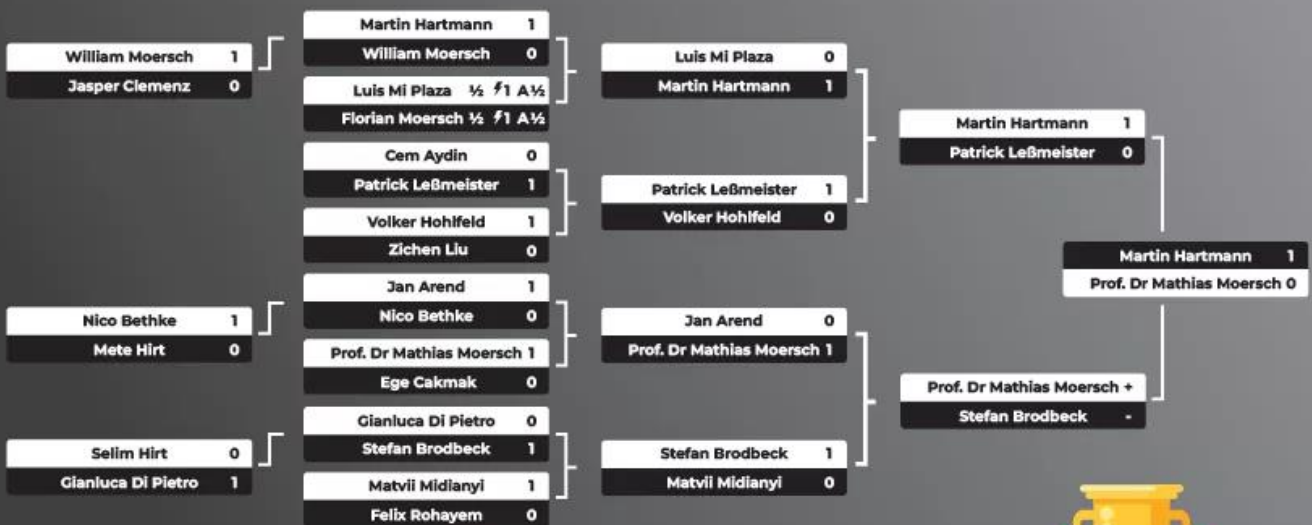 William Moersch 1
Jasper Clemenz 0
Nico Bethke 1
Mete Hirt 0
Selim Hirt 0
Gianluca Di Pietro 1
Martin Hartmann 1
William Moersch 0
Luis Mi Plaza ½ ⚡1 A½
Florian Moersch ½ ⚡1 A½
Cem Aydin 0
Patrick Leßmeister 1
Volker Hohlfeld 1
Zichen Liu 0
Jan Arend 1
Nico Bethke 0
Prof. Dr Mathias Moersch 1
Ege Cakmak 0
Gianluca Di Pietro 0
Stefan Brodbeck 1
Matvii Midianyi 1
Felix Rohayem 0
Luis Mi Plaza 0
Martin Hartmann 1
Patrick Leßmeister 1
Volker Hohlfeld 0
Jan Arend 0
Prof. Dr Mathias Moersch 1
Stefan Brodbeck 1
Matvii Midianyi 0
Martin Hartmann 1
Patrick Leßmeister 0
Prof. Dr Mathias Moersch +
Stefan Brodbeck -
Martin Hartmann 1
Prof. Dr Mathias Moersch 0